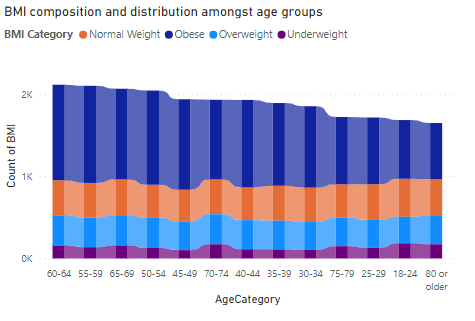 BMI composition and distribution amongst age groups
BMI Category Normal Weight Obese Overweight Underweight
2K
1K
0K
Count of BMI
60-64 55-59 65-69 50-54 45-49 70-74 40-44 35-39 30-34 75-79 25-29 18-24 80 or
older
AgeCategory